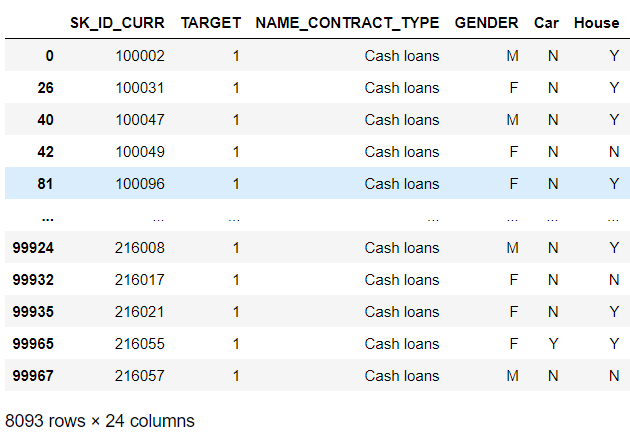 SK_ID_CURR TARGET NAME_CONTRACT_TYPE GENDER Car House
0 100002 1 Cash loans M N Y
26 100031 1 Cash loans F N Y
40 100047 1 Cash loans M N Y
42 100049 1 Cash loans F N N
81 100096 1 Cash loans F N Y
... ... ... ... ... ... ...
99924 216008 1 Cash loans M N Y
99932 216017 1 Cash loans F N N
99935 216021 1 Cash loans F N Y
99965 216055 1 Cash loans F Y Y
99967 216057 1 Cash loans M N N
8093 rows × 24 columns